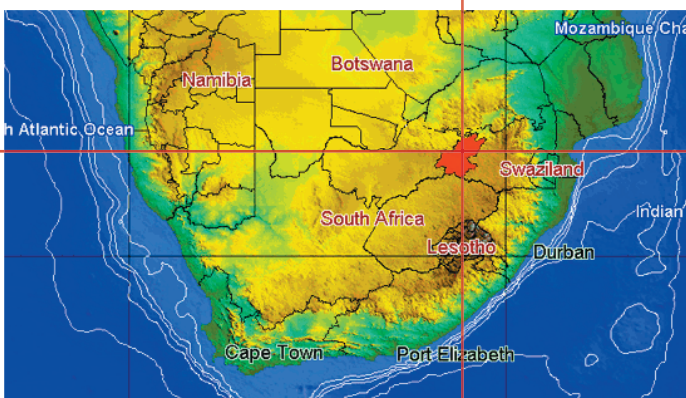 Mozambique Cha
Botswana
Namibia
h Atlantic Ocean
Swaziland
South Africa
Indian
Lesotho
Durban
Cape Town
Port Elizabeth